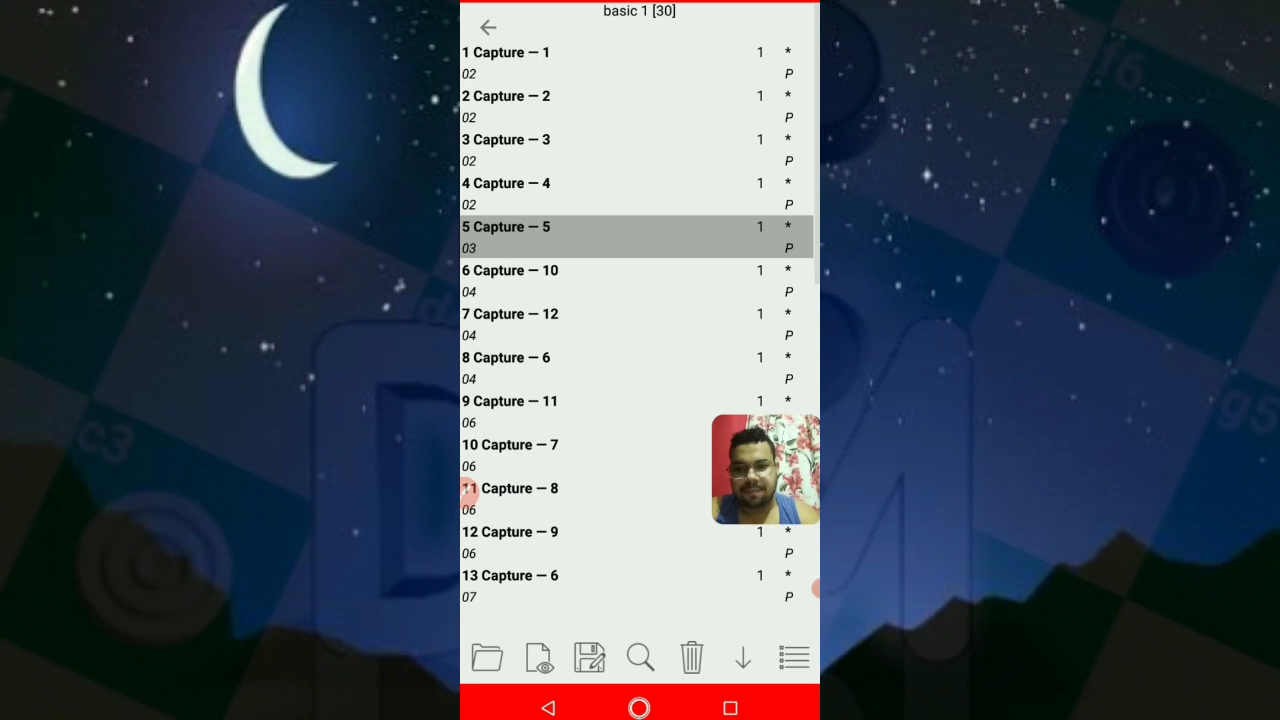 basic 1 [30]
1 Capture — 1 1 *
02 P
2 Capture — 2 1 *
02 P
3 Capture — 3 1 *
02 P
4 Capture — 4 1 *
02 P
5 Capture — 5 1 *
03 P
6 Capture — 10 1 *
04 P
7 Capture — 12 1 *
04 P
8 Capture — 6 1 *
04 P
9 Capture — 11 1 *
06
10 Capture — 7
06
11 Capture — 8
06
12 Capture — 9 1 *
06 P
13 Capture — 6 1 *
07 P
c3
f6
g5
D